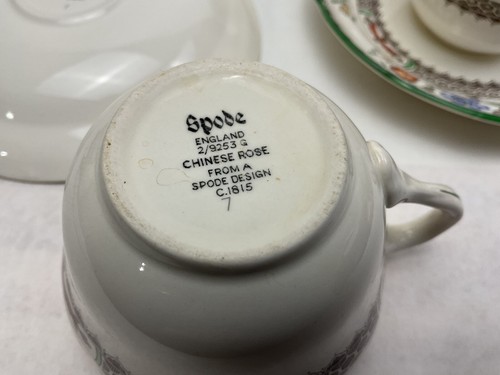 Spode
ENGLAND
2/9253 G
CHINESE ROSE
FROM A
SPODE DESIGN
C.1815
7